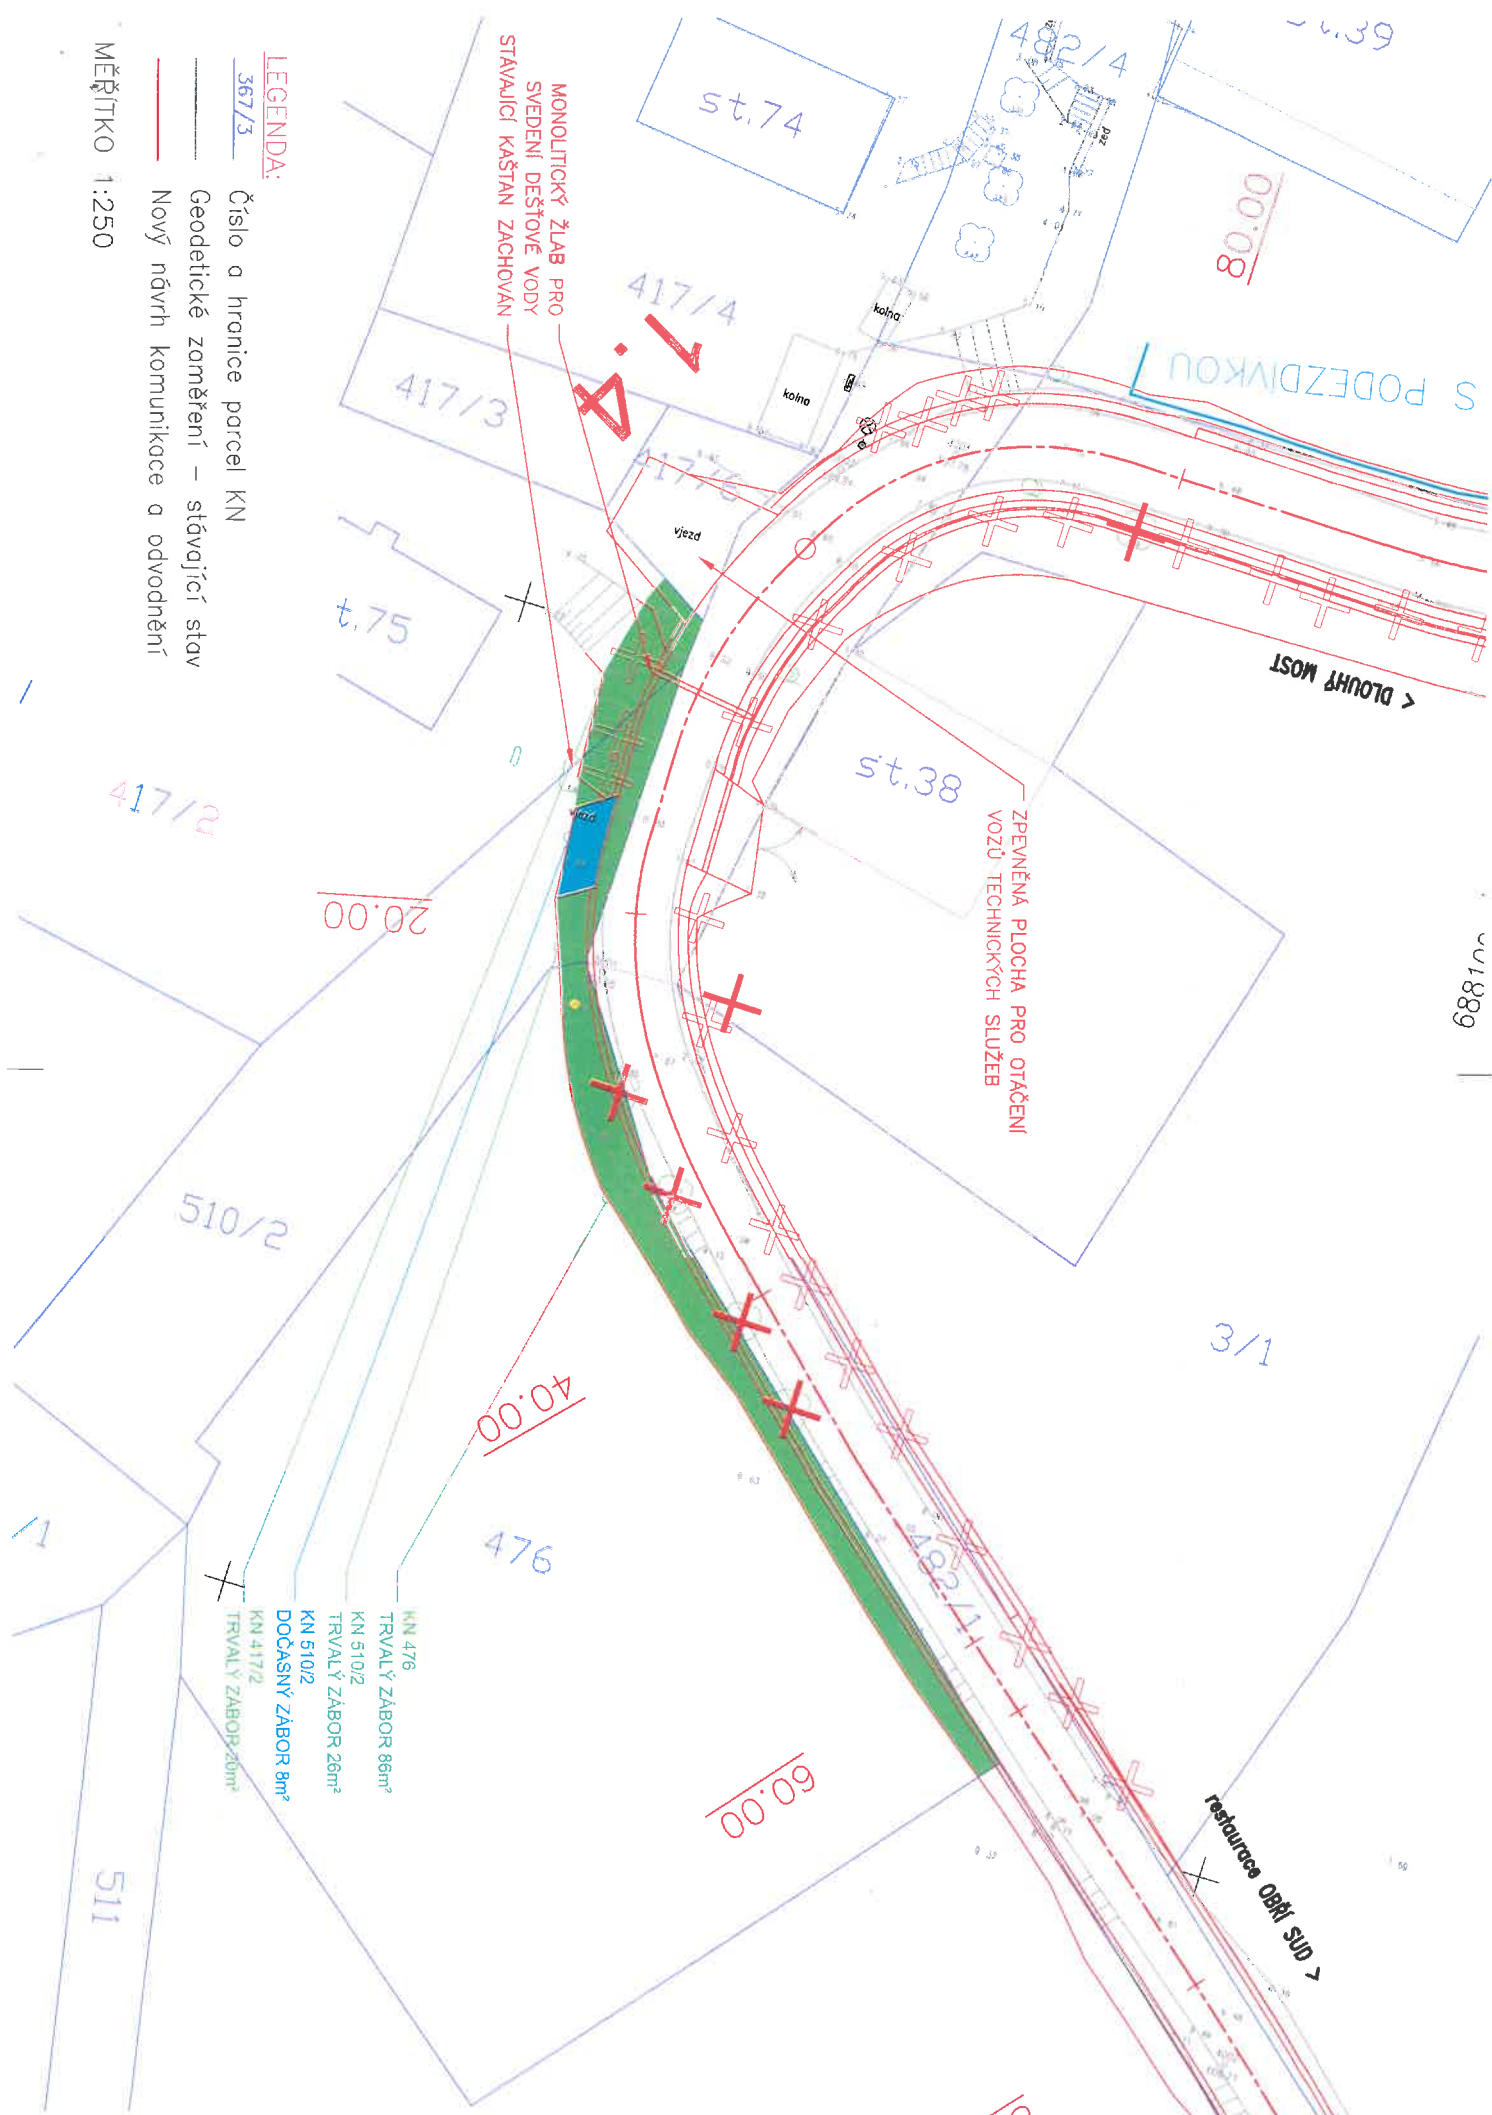 LEGENDA:
367/3 Číslo a hranice parcel KN
Geodetické zaměření – stávající stav
Nový návrh komunikace a odvodnění
MĚŘÍTKO 1:250
MONOLITICKÝ ŽLAB PRO
SVEDENÍ DEŠŤOVÉ VODY
STÁVAJÍCÍ KAŠTAN ZACHOVÁN
ZPEVNĚNÁ PLOCHA PRO OTÁČENÍ
VOZŮ TECHNICKÝCH SLUŽEB
KN 476
TRVALÝ ZÁBOR 86m²
KN 510/2
TRVALÝ ZÁBOR 26m²
KN 510/2
DOČASNÝ ZÁBOR 8m²
KN 417/2
TRVALÝ ZÁBOR 20m²
S PODEZDÍVKOU
< DLOUHÝ MOST
restaurace OBŘÍ SUD >
482/4
st.74
zeď
80.00
417/4
417/3
417/6
4.1
kolna
kolna
vjezd
vjezd
st.38
417/2
20.00
510/2
3/1
40.00
476
482/1
60.00
511
/1